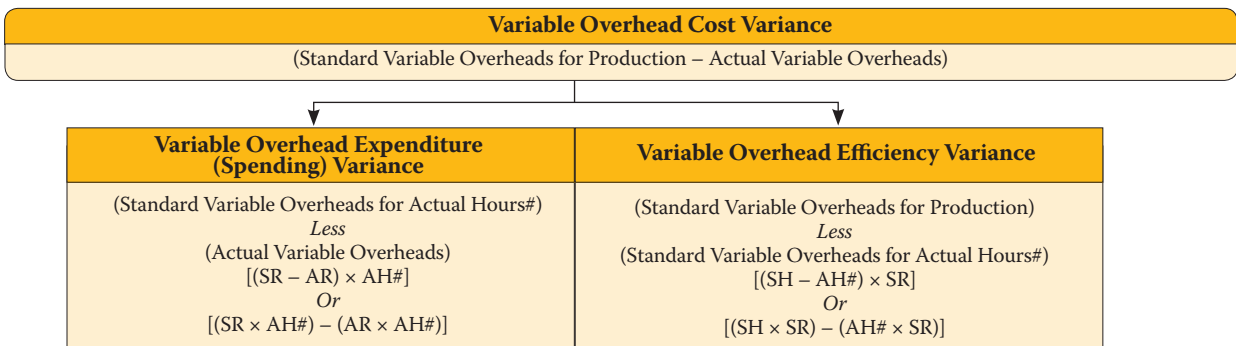 Variable Overhead Cost Variance
(Standard Variable Overheads for Production – Actual Variable Overheads)
Variable Overhead Expenditure
(Spending) Variance
(Standard Variable Overheads for Actual Hours#)
Less
(Actual Variable Overheads)
[(SR – AR) × AH#]
Or
[(SR × AH#) – (AR × AH#)]
Variable Overhead Efficiency Variance
(Standard Variable Overheads for Production)
Less
(Standard Variable Overheads for Actual Hours#)
[(SH – AH#) × SR]
Or
[(SH × SR) – (AH# × SR)]